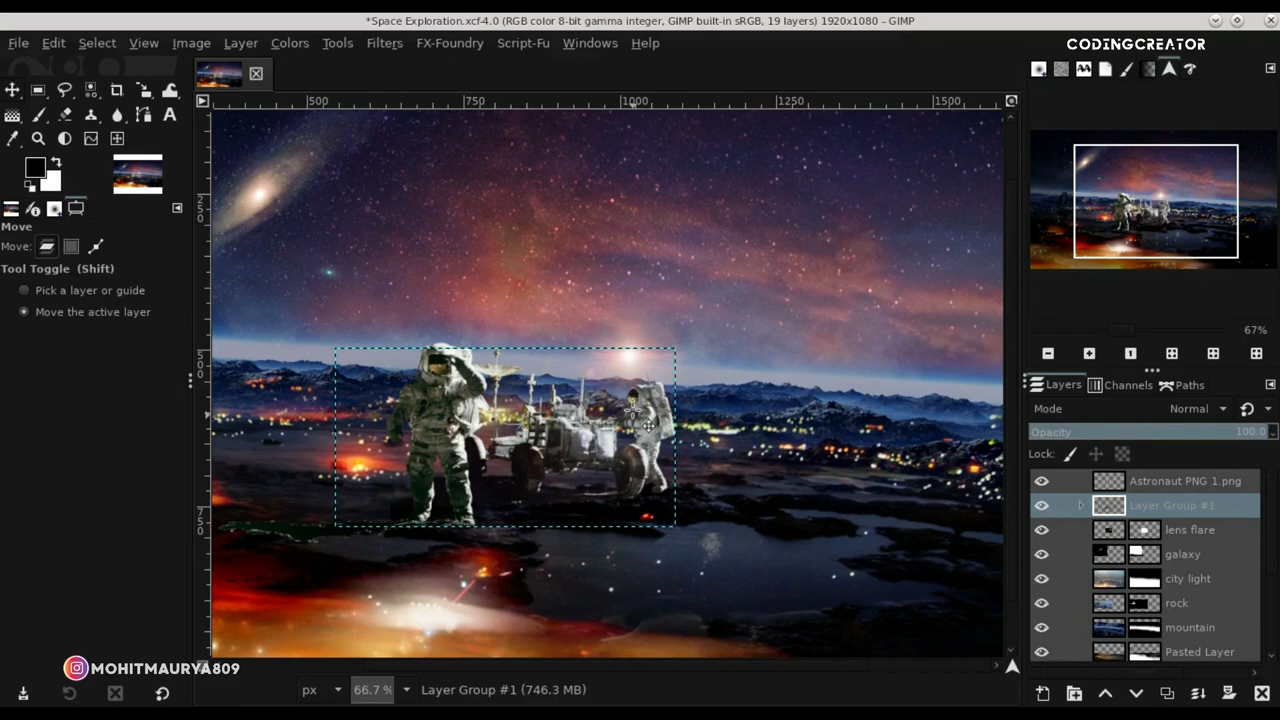 *Space Exploration.xcf-4.0 (RGB color 8-bit gamma integer, GIMP built-in sRGB, 19 layers) 1920x1080 – GIMP
File Edit Select View Image Layer Colors Tools Filters FX-Foundry Script-Fu Windows Help
CODINGCREATOR
500 750 1000 1250 1500
250
500
750
Move
Move:
Tool Toggle (Shift)
Pick a layer or guide
Move the active layer
67%
Layers Channels Paths
Mode Normal
Opacity 100.0
Lock:
Astronaut PNG 1.png
Layer Group #1
lens flare
galaxy
city light
rock
mountain
Pasted Layer
MOHITMAURYA809
px 66.7 % Layer Group #1 (746.3 MB)